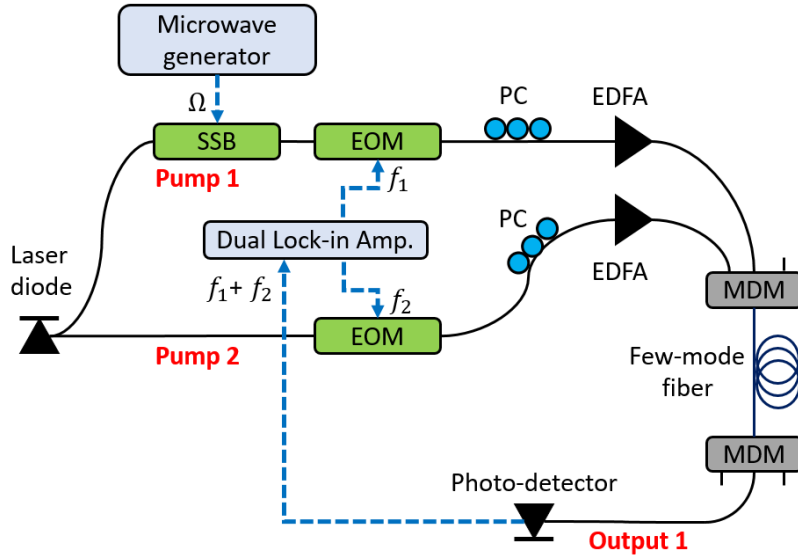 Microwave
generator
Ω
PC
EDFA
SSB
EOM
Pump 1
f₁
PC
Dual Lock-in Amp.
EDFA
Laser
diode
f₁+ f₂
f₂
MDM
EOM
Pump 2
Few-mode
fiber
MDM
Photo-detector
Output 1